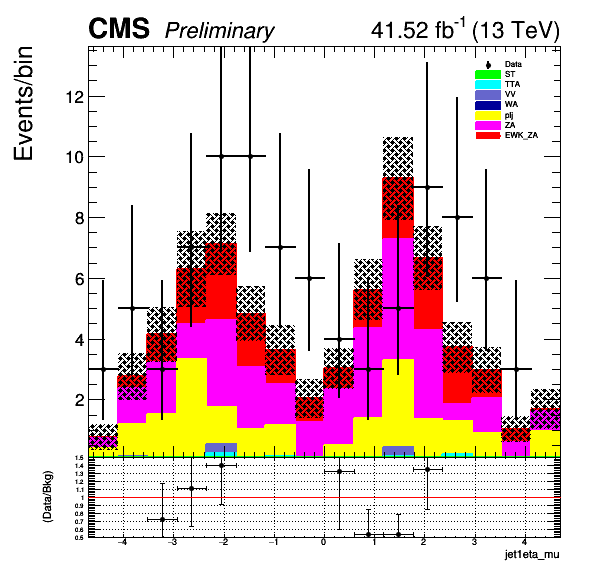 CMS Preliminary 41.52 fb-1 (13 TeV)
Events/bin
12
10
8
6
4
2
Data
ST
TTA
VV
WA
plj
ZA
EWK_ZA
(Data/Bkg)
1.5
1.4
1.3
1.2
1.1
1
0.9
0.8
0.7
0.6
0.5
−4 −3 −2 −1 0 1 2 3 4
jet1eta_mu